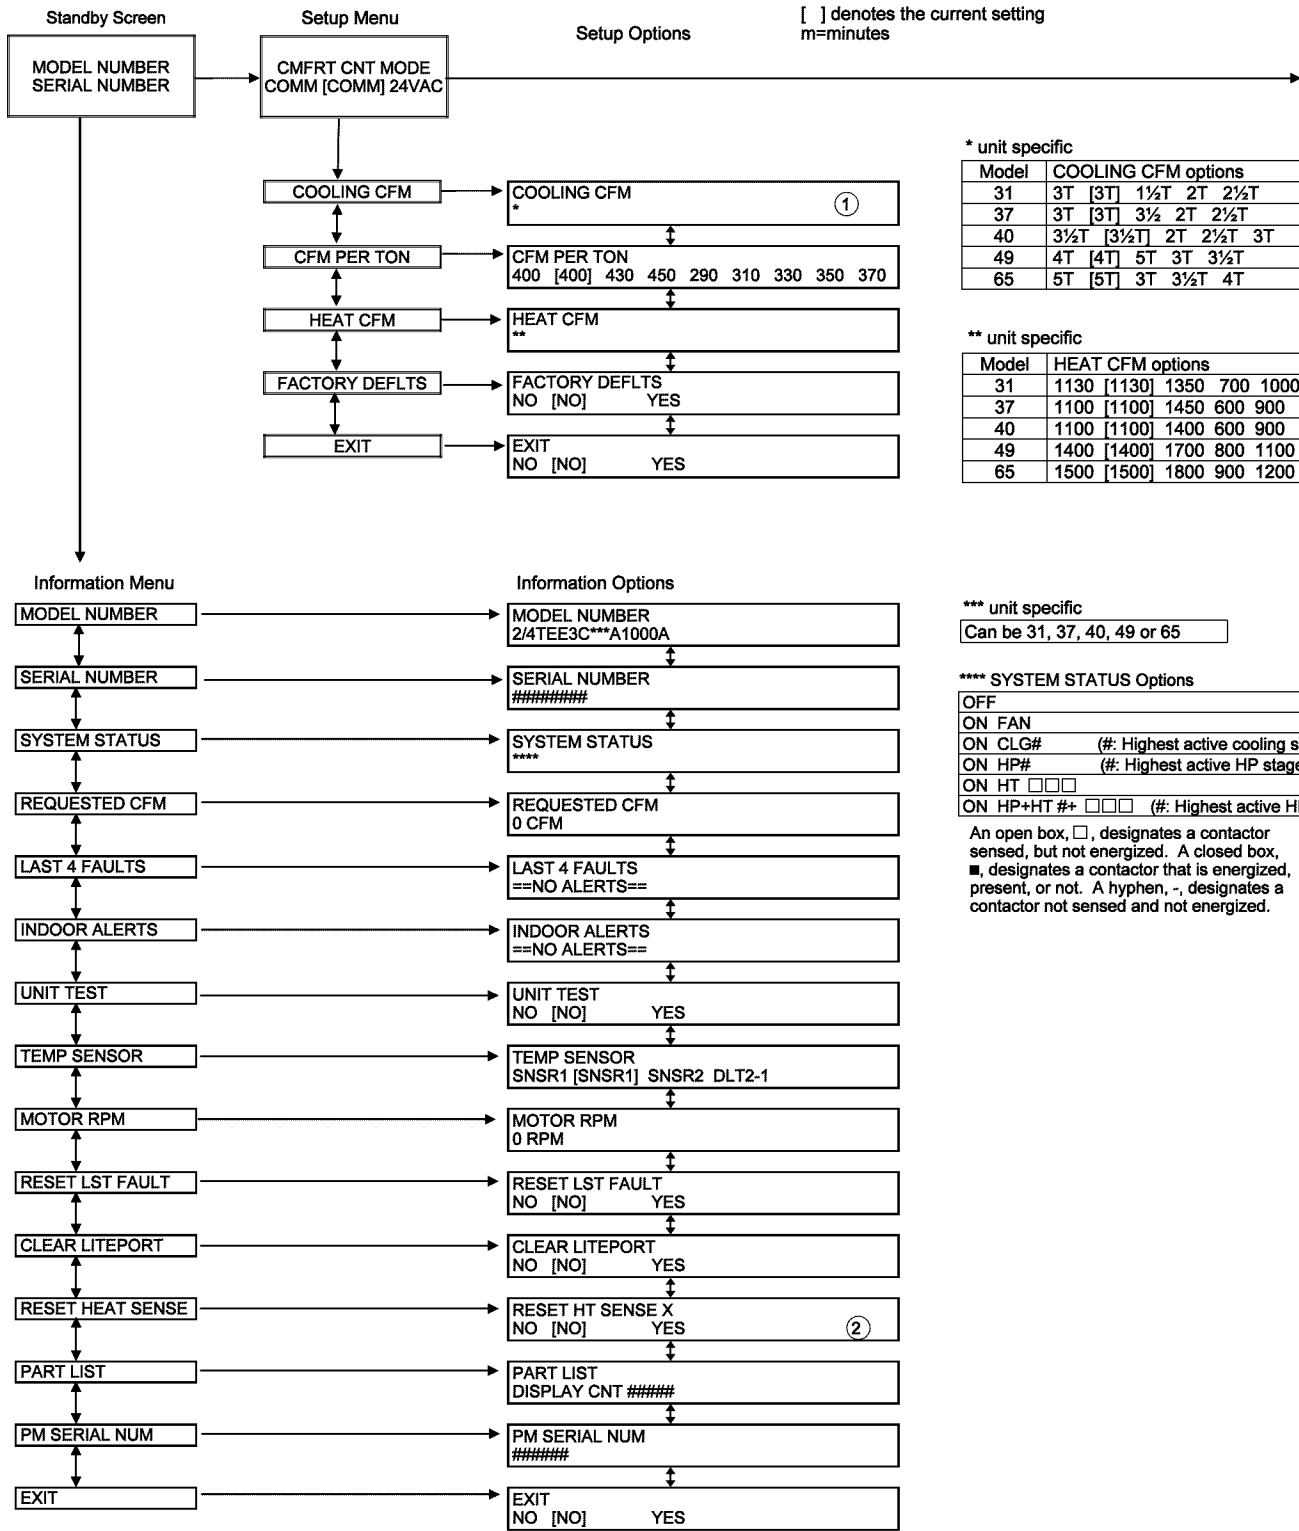 Standby Screen
Setup Menu
Setup Options
[ ] denotes the current setting
m=minutes
MODEL NUMBER
SERIAL NUMBER
CMFRT CNT MODE
COMM [COMM] 24VAC
COOLING CFM
CFM PER TON
HEAT CFM
FACTORY DEFLTS
EXIT
COOLING CFM
*
1
CFM PER TON
400 [400] 430 450 290 310 330 350 370
HEAT CFM
**
FACTORY DEFLTS
NO [NO] YES
EXIT
NO [NO] YES
* unit specific
Model COOLING CFM options
31 3T [3T] 1½T 2T 2½T
37 3T [3T] 3½ 2T 2½T
40 3½T [3½T] 2T 2½T 3T
49 4T [4T] 5T 3T 3½T
65 5T [5T] 3T 3½T 4T
** unit specific
Model HEAT CFM options
31 1130 [1130] 1350 700 1000
37 1100 [1100] 1450 600 900
40 1100 [1100] 1400 600 900
49 1400 [1400] 1700 800 1100
65 1500 [1500] 1800 900 1200
Information Menu
MODEL NUMBER
SERIAL NUMBER
SYSTEM STATUS
REQUESTED CFM
LAST 4 FAULTS
INDOOR ALERTS
UNIT TEST
TEMP SENSOR
MOTOR RPM
RESET LST FAULT
CLEAR LITEPORT
RESET HEAT SENSE
PART LIST
PM SERIAL NUM
EXIT
Information Options
MODEL NUMBER
2/4TEE3C***A1000A
SERIAL NUMBER
########
SYSTEM STATUS
****
REQUESTED CFM
0 CFM
LAST 4 FAULTS
==NO ALERTS==
INDOOR ALERTS
==NO ALERTS==
UNIT TEST
NO [NO] YES
TEMP SENSOR
SNSR1 [SNSR1] SNSR2 DLT2-1
MOTOR RPM
0 RPM
RESET LST FAULT
NO [NO] YES
CLEAR LITEPORT
NO [NO] YES
RESET HT SENSE X
NO [NO] YES
2
PART LIST
DISPLAY CNT #####
PM SERIAL NUM
######
EXIT
NO [NO] YES
*** unit specific
Can be 31, 37, 40, 49 or 65
**** SYSTEM STATUS Options
OFF
ON FAN
ON CLG# (#: Highest active cooling s
ON HP# (#: Highest active HP stage
ON HT □□□
ON HP+HT #+ □□□ (#: Highest active H
An open box, □, designates a contactor
sensed, but not energized. A closed box,
■, designates a contactor that is energized,
present, or not. A hyphen, -, designates a
contactor not sensed and not energized.